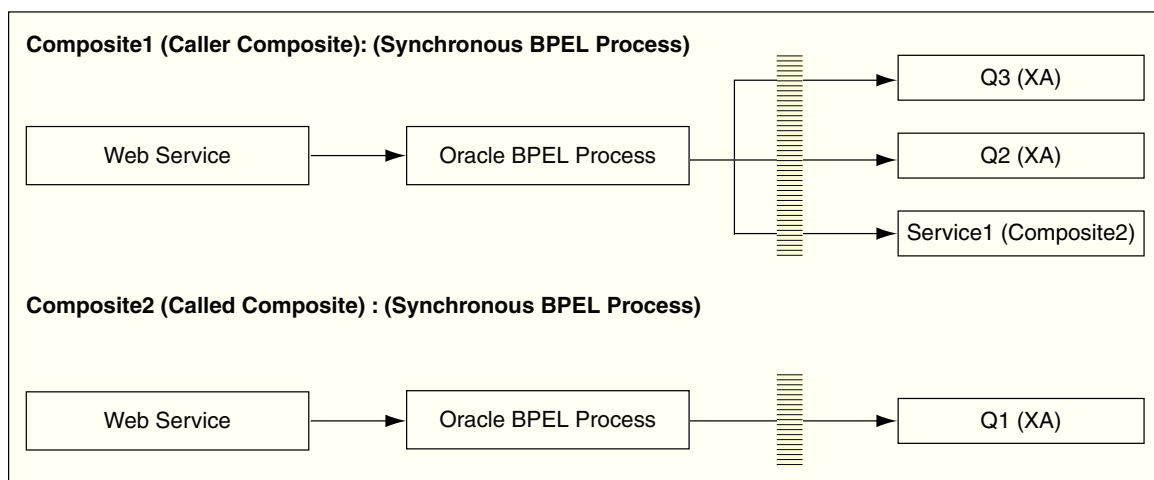 Composite1 (Caller Composite): (Synchronous BPEL Process)
Web Service
Oracle BPEL Process
Q3 (XA)
Q2 (XA)
Service1 (Composite2)
Composite2 (Called Composite) : (Synchronous BPEL Process)
Web Service
Oracle BPEL Process
Q1 (XA)